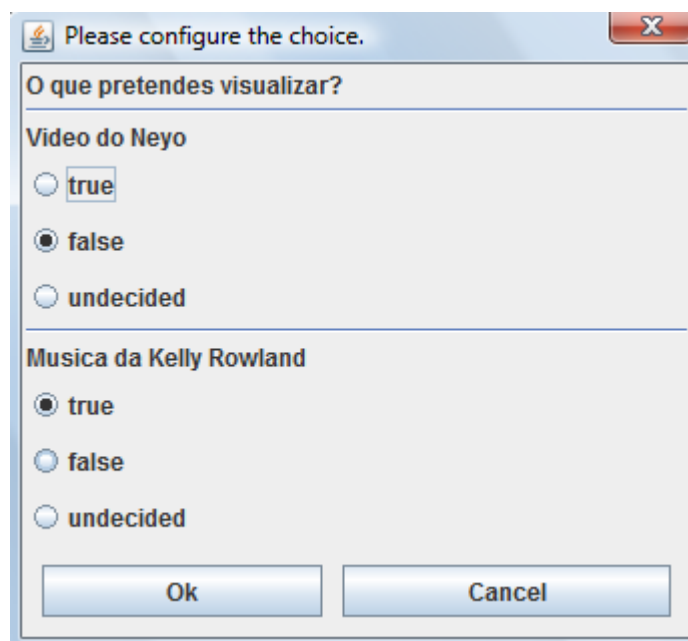 Please configure the choice.
O que pretendes visualizar?
Video do Neyo
true
false
undecided
Musica da Kelly Rowland
true
false
undecided
Ok Cancel